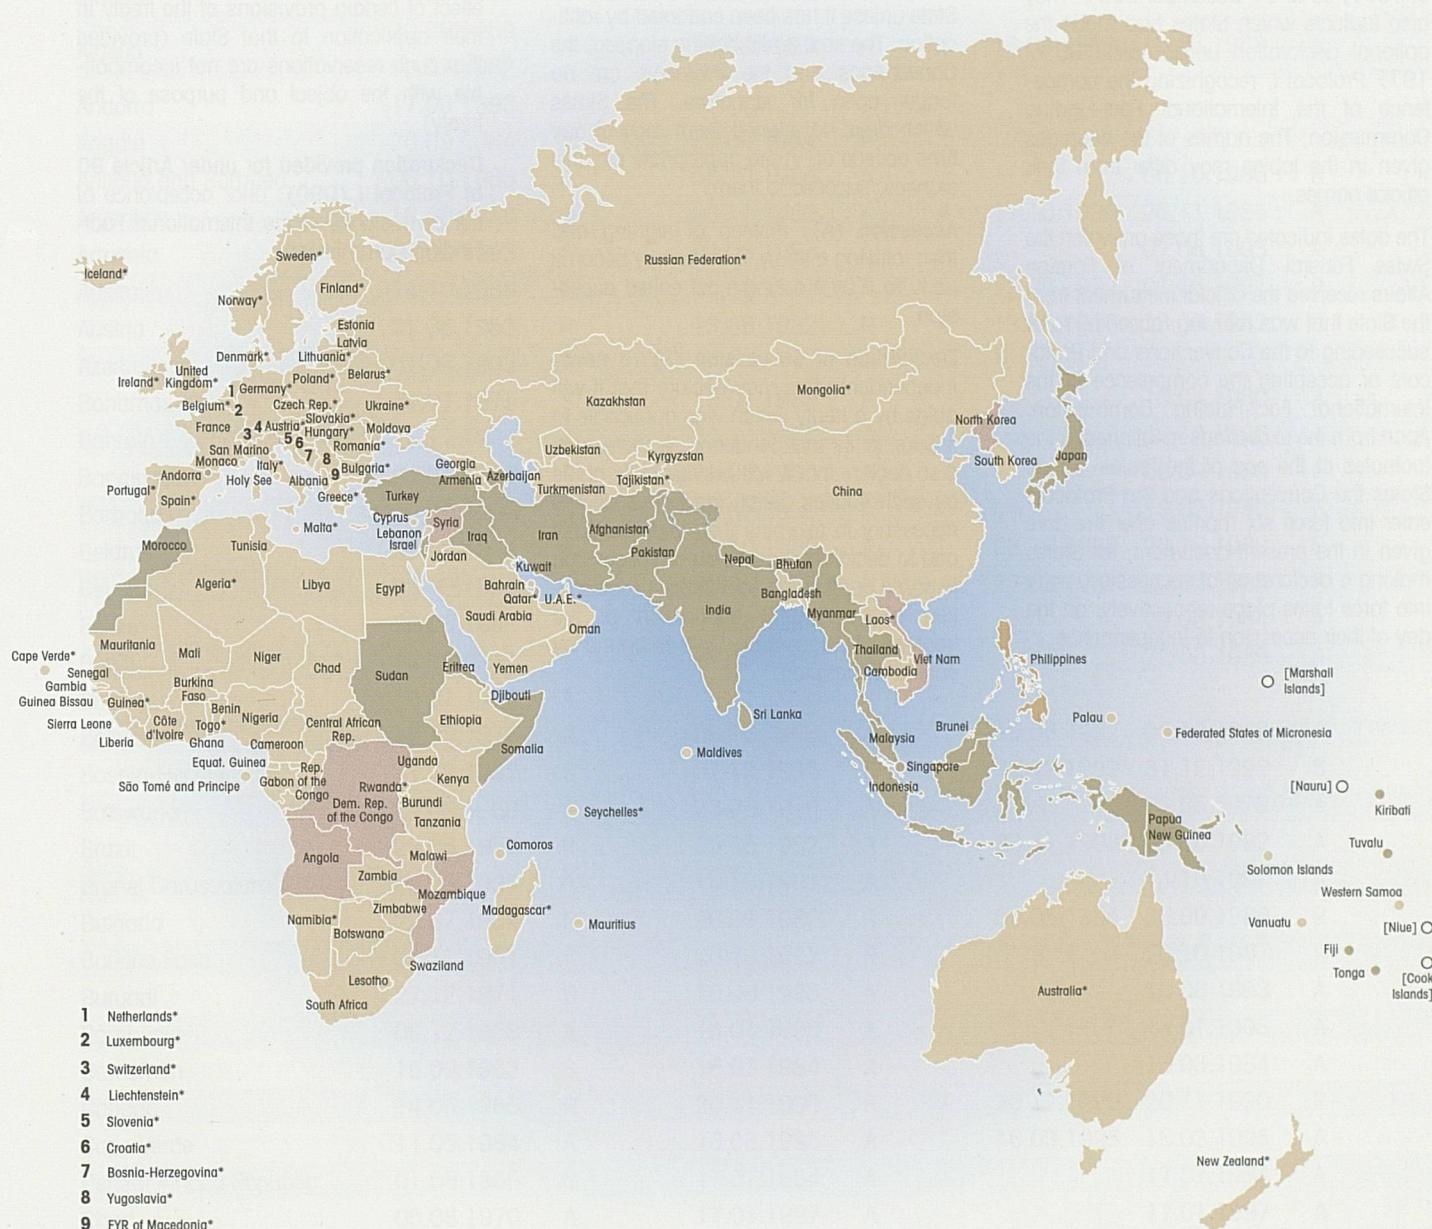 Iceland*
Sweden*
Norway*
Finland*
Estonia
Latvia
Lithuania*
Denmark*
Russian Federation*
United
Kingdom*
Ireland*
1
Germany*
Poland*
Belarus*
Belgium*
2
Czech Rep.*
Ukraine*
France
3
4
Austria*
Slovakia*
Hungary*
Moldova
5
6
7
8
9
Romania*
San Marino
Monaco
Italy*
Bulgaria*
Andorra
Holy See
Albania
Portugal*
Spain*
Greece*
Malta*
Kazakhstan
Mongolia*
Uzbekistan
Kyrgyzstan
Georgia
Armenia
Azerbaijan
Turkmenistan
Tajikistan*
China
North Korea
South Korea
Japan
Turkey
Cyprus
Syria
Lebanon
Israel
Iraq
Iran
Afghanistan
Jordan
Kuwait
Pakistan
Nepal
Bhutan
Bahrain
Qatar*
U.A.E.*
Saudi Arabia
Oman
Yemen
Bangladesh
India
Myanmar
Laos*
Thailand
Viet Nam
Cambodia
Philippines
Sri Lanka
Maldives
Brunei
Malaysia
Singapore
Indonesia
Papua
New Guinea
Morocco
Tunisia
Algeria*
Libya
Egypt
Mauritania
Mali
Niger
Chad
Sudan
Eritrea
Djibouti
Cape Verde*
Senegal
Gambia
Guinea Bissau
Guinea*
Burkina
Faso
Benin
Sierra Leone
Côte
d'Ivoire
Togo*
Nigeria
Liberia
Ghana
Cameroon
Central African
Rep.
Ethiopia
Somalia
Equat. Guinea
São Tomé and Principe
Gabon
Rep.
of the
Congo
Uganda
Kenya
Rwanda*
Burundi
Dem. Rep.
of the Congo
Tanzania
Seychelles*
Comoros
Angola
Malawi
Zambia
Mozambique
Zimbabwe
Madagascar*
Mauritius
Namibia*
Botswana
Swaziland
Lesotho
South Africa
[Marshall
Islands]
Palau
Federated States of Micronesia
[Nauru]
Kiribati
Tuvalu
Solomon Islands
Western Samoa
Vanuatu
[Niue]
Fiji
Tonga
[Cook
Islands]
Australia*
New Zealand*
1 Netherlands*
2 Luxembourg*
3 Switzerland*
4 Liechtenstein*
5 Slovenia*
6 Croatia*
7 Bosnia-Herzegovina*
8 Yugoslavia*
9 FYR of Macedonia*